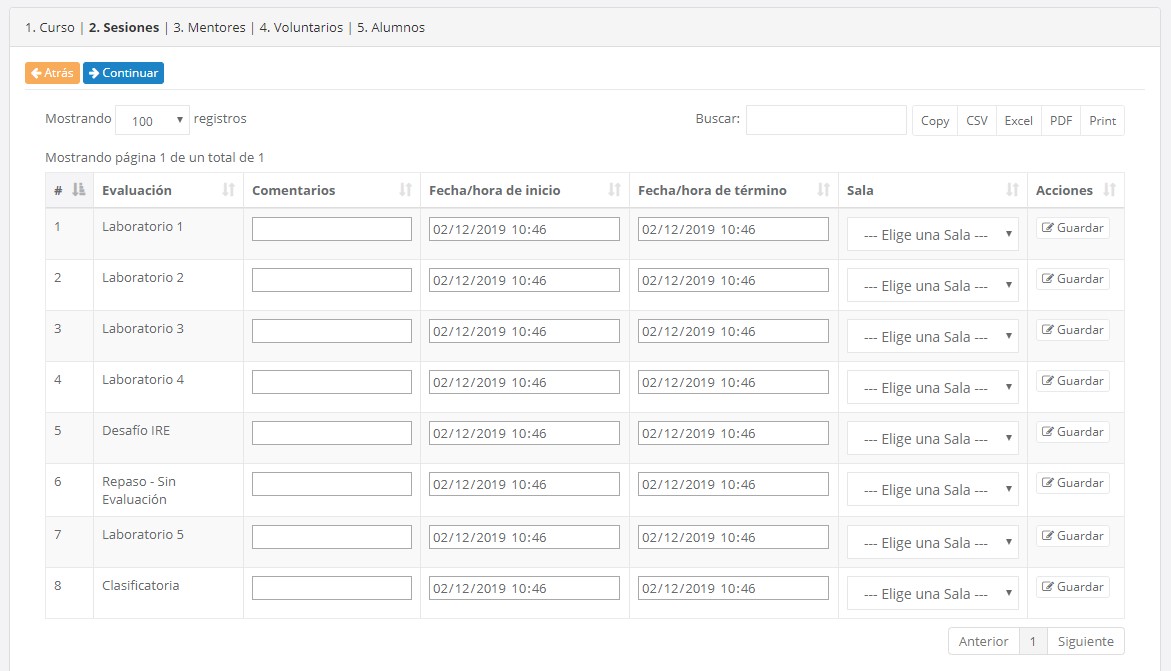 1. Curso | 2. Sesiones | 3. Mentores | 4. Voluntarios | 5. Alumnos
Atrás Continuar
Mostrando 100 registros Buscar: Copy CSV Excel PDF Print
Mostrando página 1 de un total de 1
# Evaluación Comentarios Fecha/hora de inicio Fecha/hora de término Sala Acciones
1 Laboratorio 1 02/12/2019 10:46 02/12/2019 10:46 --- Elige una Sala --- Guardar
2 Laboratorio 2 02/12/2019 10:46 02/12/2019 10:46 --- Elige una Sala --- Guardar
3 Laboratorio 3 02/12/2019 10:46 02/12/2019 10:46 --- Elige una Sala --- Guardar
4 Laboratorio 4 02/12/2019 10:46 02/12/2019 10:46 --- Elige una Sala --- Guardar
5 Desafío IRE 02/12/2019 10:46 02/12/2019 10:46 --- Elige una Sala --- Guardar
6 Repaso - Sin 02/12/2019 10:46 02/12/2019 10:46 --- Elige una Sala --- Guardar
Evaluación
7 Laboratorio 5 02/12/2019 10:46 02/12/2019 10:46 --- Elige una Sala --- Guardar
8 Clasificatoria 02/12/2019 10:46 02/12/2019 10:46 --- Elige una Sala --- Guardar
Anterior 1 Siguiente